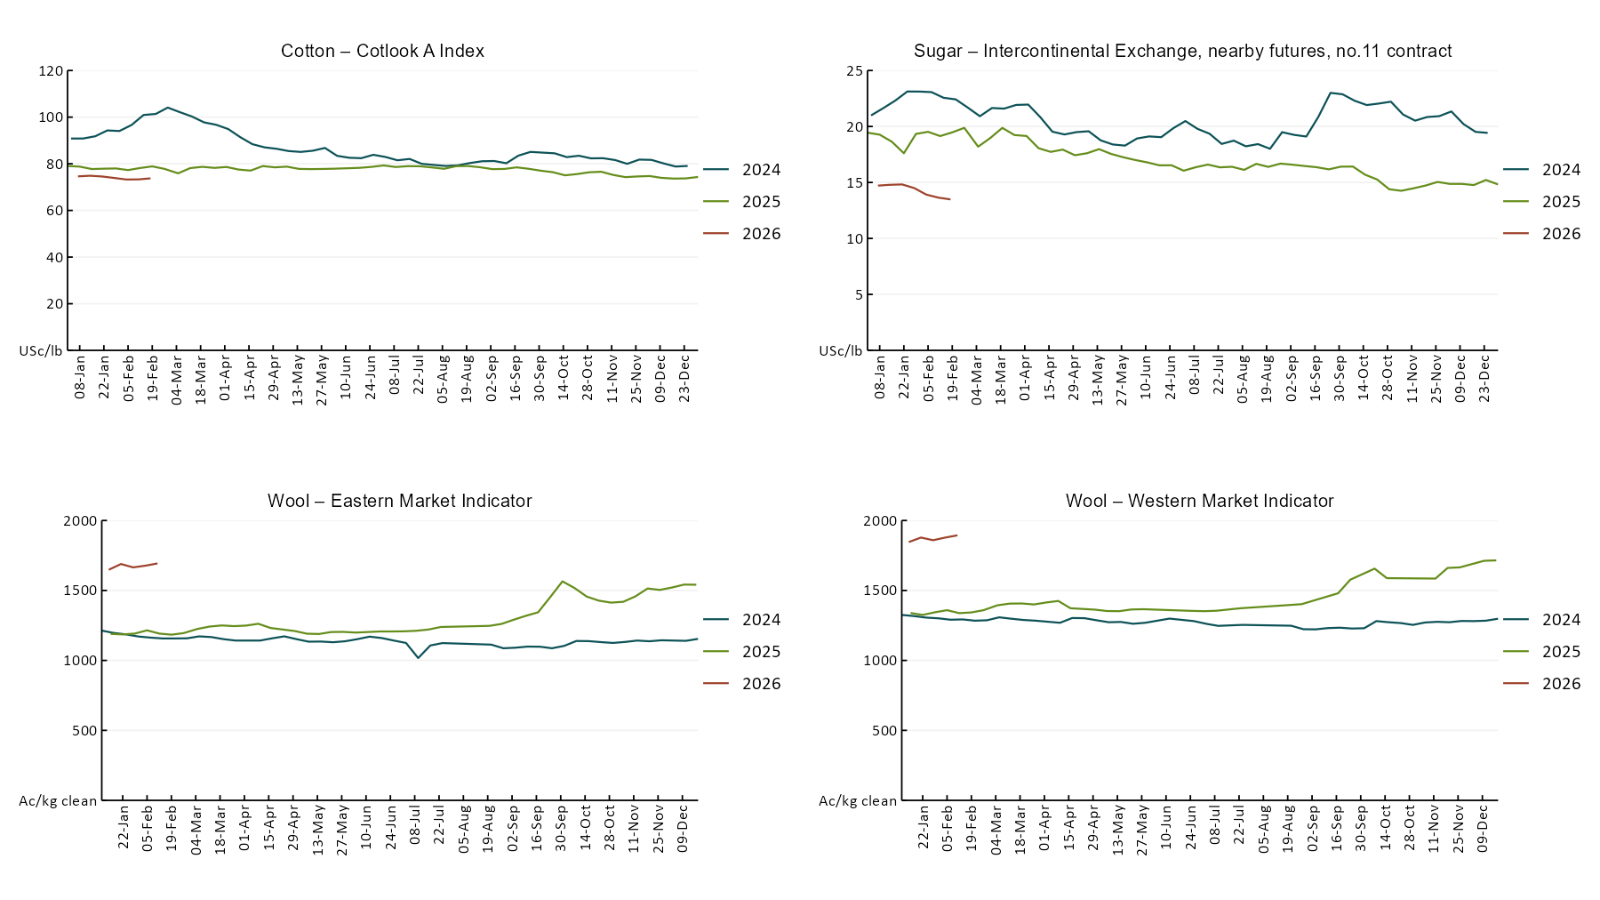 Cotton – Cotlook A Index
120
100
80
60
40
20
USc/lb
08-Jan
22-Jan
05-Feb
19-Feb
04-Mar
18-Mar
01-Apr
15-Apr
29-Apr
13-May
27-May
10-Jun
24-Jun
08-Jul
22-Jul
05-Aug
19-Aug
02-Sep
16-Sep
30-Sep
14-Oct
28-Oct
11-Nov
25-Nov
09-Dec
23-Dec
2024
2025
2026
Sugar – Intercontinental Exchange, nearby futures, no.11 contract
25
20
15
10
5
USc/lb
08-Jan
22-Jan
05-Feb
19-Feb
04-Mar
18-Mar
01-Apr
15-Apr
29-Apr
13-May
27-May
10-Jun
24-Jun
08-Jul
22-Jul
05-Aug
19-Aug
02-Sep
16-Sep
30-Sep
14-Oct
28-Oct
11-Nov
25-Nov
09-Dec
23-Dec
2024
2025
2026
Wool – Eastern Market Indicator
2000
1500
1000
500
Ac/kg clean
22-Jan
05-Feb
19-Feb
04-Mar
18-Mar
01-Apr
15-Apr
29-Apr
13-May
27-May
10-Jun
24-Jun
08-Jul
22-Jul
05-Aug
19-Aug
02-Sep
16-Sep
30-Sep
14-Oct
28-Oct
11-Nov
25-Nov
09-Dec
2024
2025
2026
Wool – Western Market Indicator
2000
1500
1000
500
Ac/kg clean
22-Jan
05-Feb
19-Feb
04-Mar
18-Mar
01-Apr
15-Apr
29-Apr
13-May
27-May
10-Jun
24-Jun
08-Jul
22-Jul
05-Aug
19-Aug
02-Sep
16-Sep
30-Sep
14-Oct
28-Oct
11-Nov
25-Nov
09-Dec
2024
2025
2026